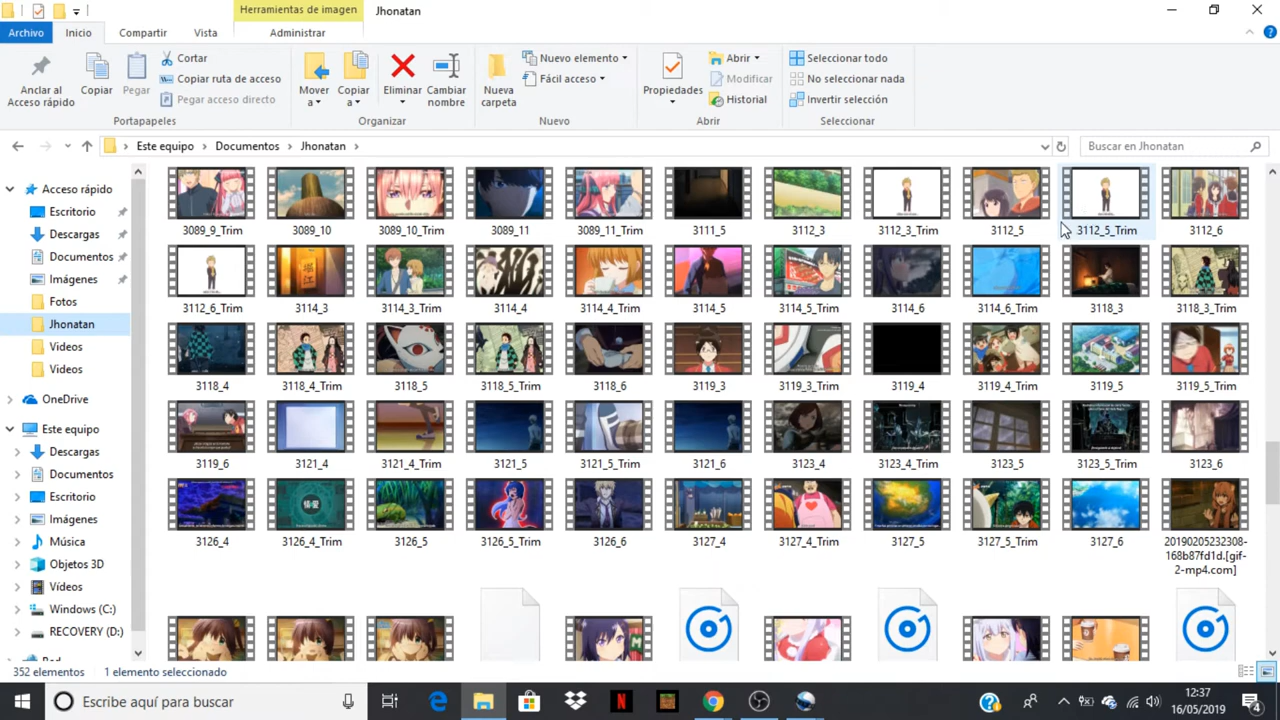 Herramientas de imagen
Jhonatan
Archivo
Inicio
Compartir
Vista
Administrar
Anclar al
Acceso rápido
Copiar
Pegar
Cortar
Copiar ruta de acceso
Pegar acceso directo
Portapapeles
Mover
a
Copiar
a
Eliminar
Cambiar
nombre
Organizar
Nueva
carpeta
Nuevo elemento
Fácil acceso
Nuevo
Propiedades
Abrir
Modificar
Historial
Abrir
Seleccionar todo
No seleccionar nada
Invertir selección
Seleccionar
Este equipo
Documentos
Jhonatan
Buscar en Jhonatan
Acceso rápido
Escritorio
Descargas
Documentos
Imágenes
Fotos
Jhonatan
Videos
Videos
OneDrive
Este equipo
Descargas
Documentos
Escritorio
Imágenes
Música
Objetos 3D
Vídeos
Windows (C:)
RECOVERY (D:)
3089_9_Trim 3089_10 3089_10_Trim 3089_11 3089_11_Trim 3111_5 3112_3 3112_3_Trim 3112_5 3112_5_Trim 3112_6
3112_6_Trim 3114_3 3114_3_Trim 3114_4 3114_4_Trim 3114_5 3114_5_Trim 3114_6 3114_6_Trim 3118_3 3118_3_Trim
3118_4 3118_4_Trim 3118_5 3118_5_Trim 3118_6 3119_3 3119_3_Trim 3119_4 3119_4_Trim 3119_5 3119_5_Trim
3119_6 3121_4 3121_4_Trim 3121_5 3121_5_Trim 3121_6 3123_4 3123_4_Trim 3123_5 3123_5_Trim 3123_6
3126_4 3126_4_Trim 3126_5 3126_5_Trim 3126_6 3127_4 3127_4_Trim 3127_5 3127_5_Trim 3127_6 20190205232308-
168b87fd1d.[gif-
2-mp4.com]
352 elementos
1 elemento seleccionado
Escribe aquí para buscar
12:37
16/05/2019
4